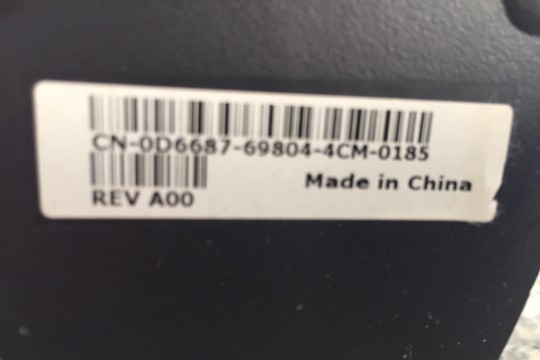 CN-0D6687-69804-4CM-0185
Made in China
REV A00